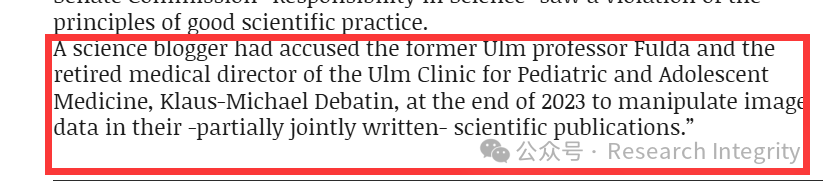 Senate Commission "Responsibility in Science" saw a violation of the
principles of good scientific practice.
A science blogger had accused the former Ulm professor Fulda and the
retired medical director of the Ulm Clinic for Pediatric and Adolescent
Medicine, Klaus-Michael Debatin, at the end of 2023 to manipulate image
data in their -partially jointly written- scientific publications.”
公众号 · Research Integrity